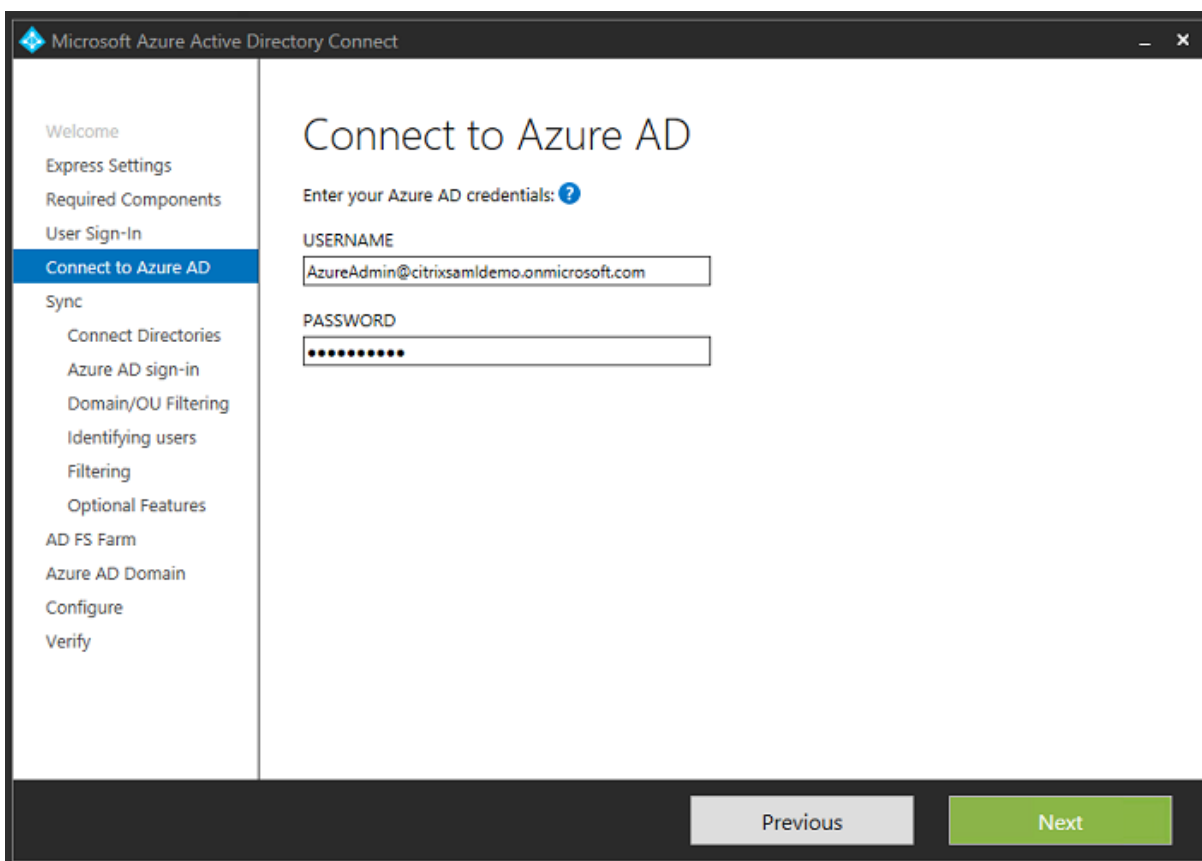 Microsoft Azure Active Directory Connect
Welcome
Express Settings
Required Components
User Sign-In
Connect to Azure AD
Sync
Connect Directories
Azure AD sign-in
Domain/OU Filtering
Identifying users
Filtering
Optional Features
AD FS Farm
Azure AD Domain
Configure
Verify
Connect to Azure AD
Enter your Azure AD credentials: ?
USERNAME
AzureAdmin@citrixsamldemo.onmicrosoft.com
PASSWORD
••••••••••
Previous
Next